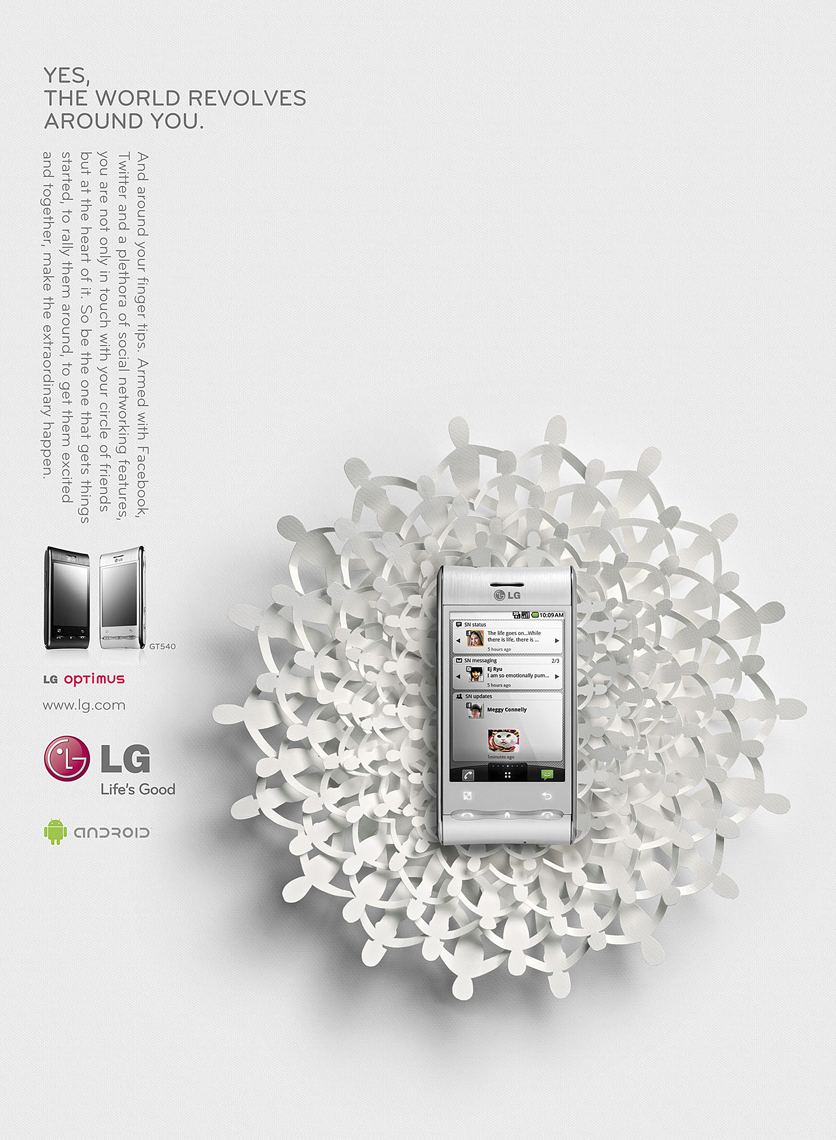 YES,
THE WORLD REVOLVES
AROUND YOU.
And around your finger tips. Armed with Facebook,
Twitter and a plethora of social networking features,
you are not only in touch with your circle of friends
but at the heart of it. So be the one that gets things
started, to rally them around, to get them excited
and together, make the extraordinary happen.
GT540
LG OPTIMUS
www.lg.com
LG
Life's Good
ANDROID
LG
10:09AM
SN status
The life goes on...While
there is life, there is ...
5 hours ago
SN messaging 2/3
Ej Ryu
I am so emotionally pum...
5 hours ago
SN updates
Meggy Connelly
1minutes ago